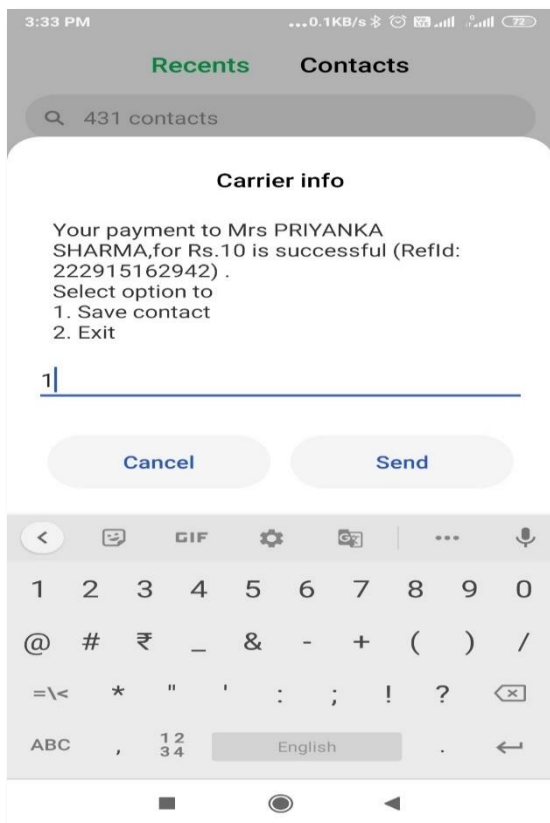 3:33 PM
...0.1KB/s 72
Recents Contacts
431 contacts
Carrier info
Your payment to Mrs PRIYANKA
SHARMA,for Rs.10 is successful (RefId:
222915162942) .
Select option to
1. Save contact
2. Exit
1
Cancel Send
GIF
1 2 3 4 5 6 7 8 9 0
@ # ₹ _ & - + ( ) /
=\< * " ' : ; ! ?
ABC , 12 34 English .